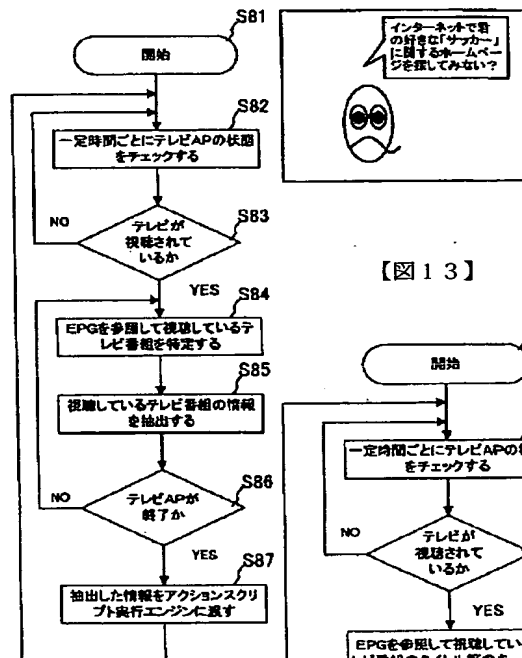 S81
開始
S82
一定時間ごとにテレビAPの状態
をチェックする
S83
NO
テレビが
視聴されて
いるか
YES
S84
EPGを参照して視聴しているテ
レビ番組を特定する
S85
視聴しているテレビ番組の情報
を抽出する
S86
NO
テレビAPが
終了か
YES
S87
抽出した情報をアクションスクリ
プト実行エンジンに渡す
インターネットで君
の好きな「サッカー」
に関するホームペー
ジを探してみない?
【図13】
開始
一定時間ごとにテレビAPの状
をチェックする
NO
テレビが
視聴されて
いるか
YES
EPGを参照して視聴してい